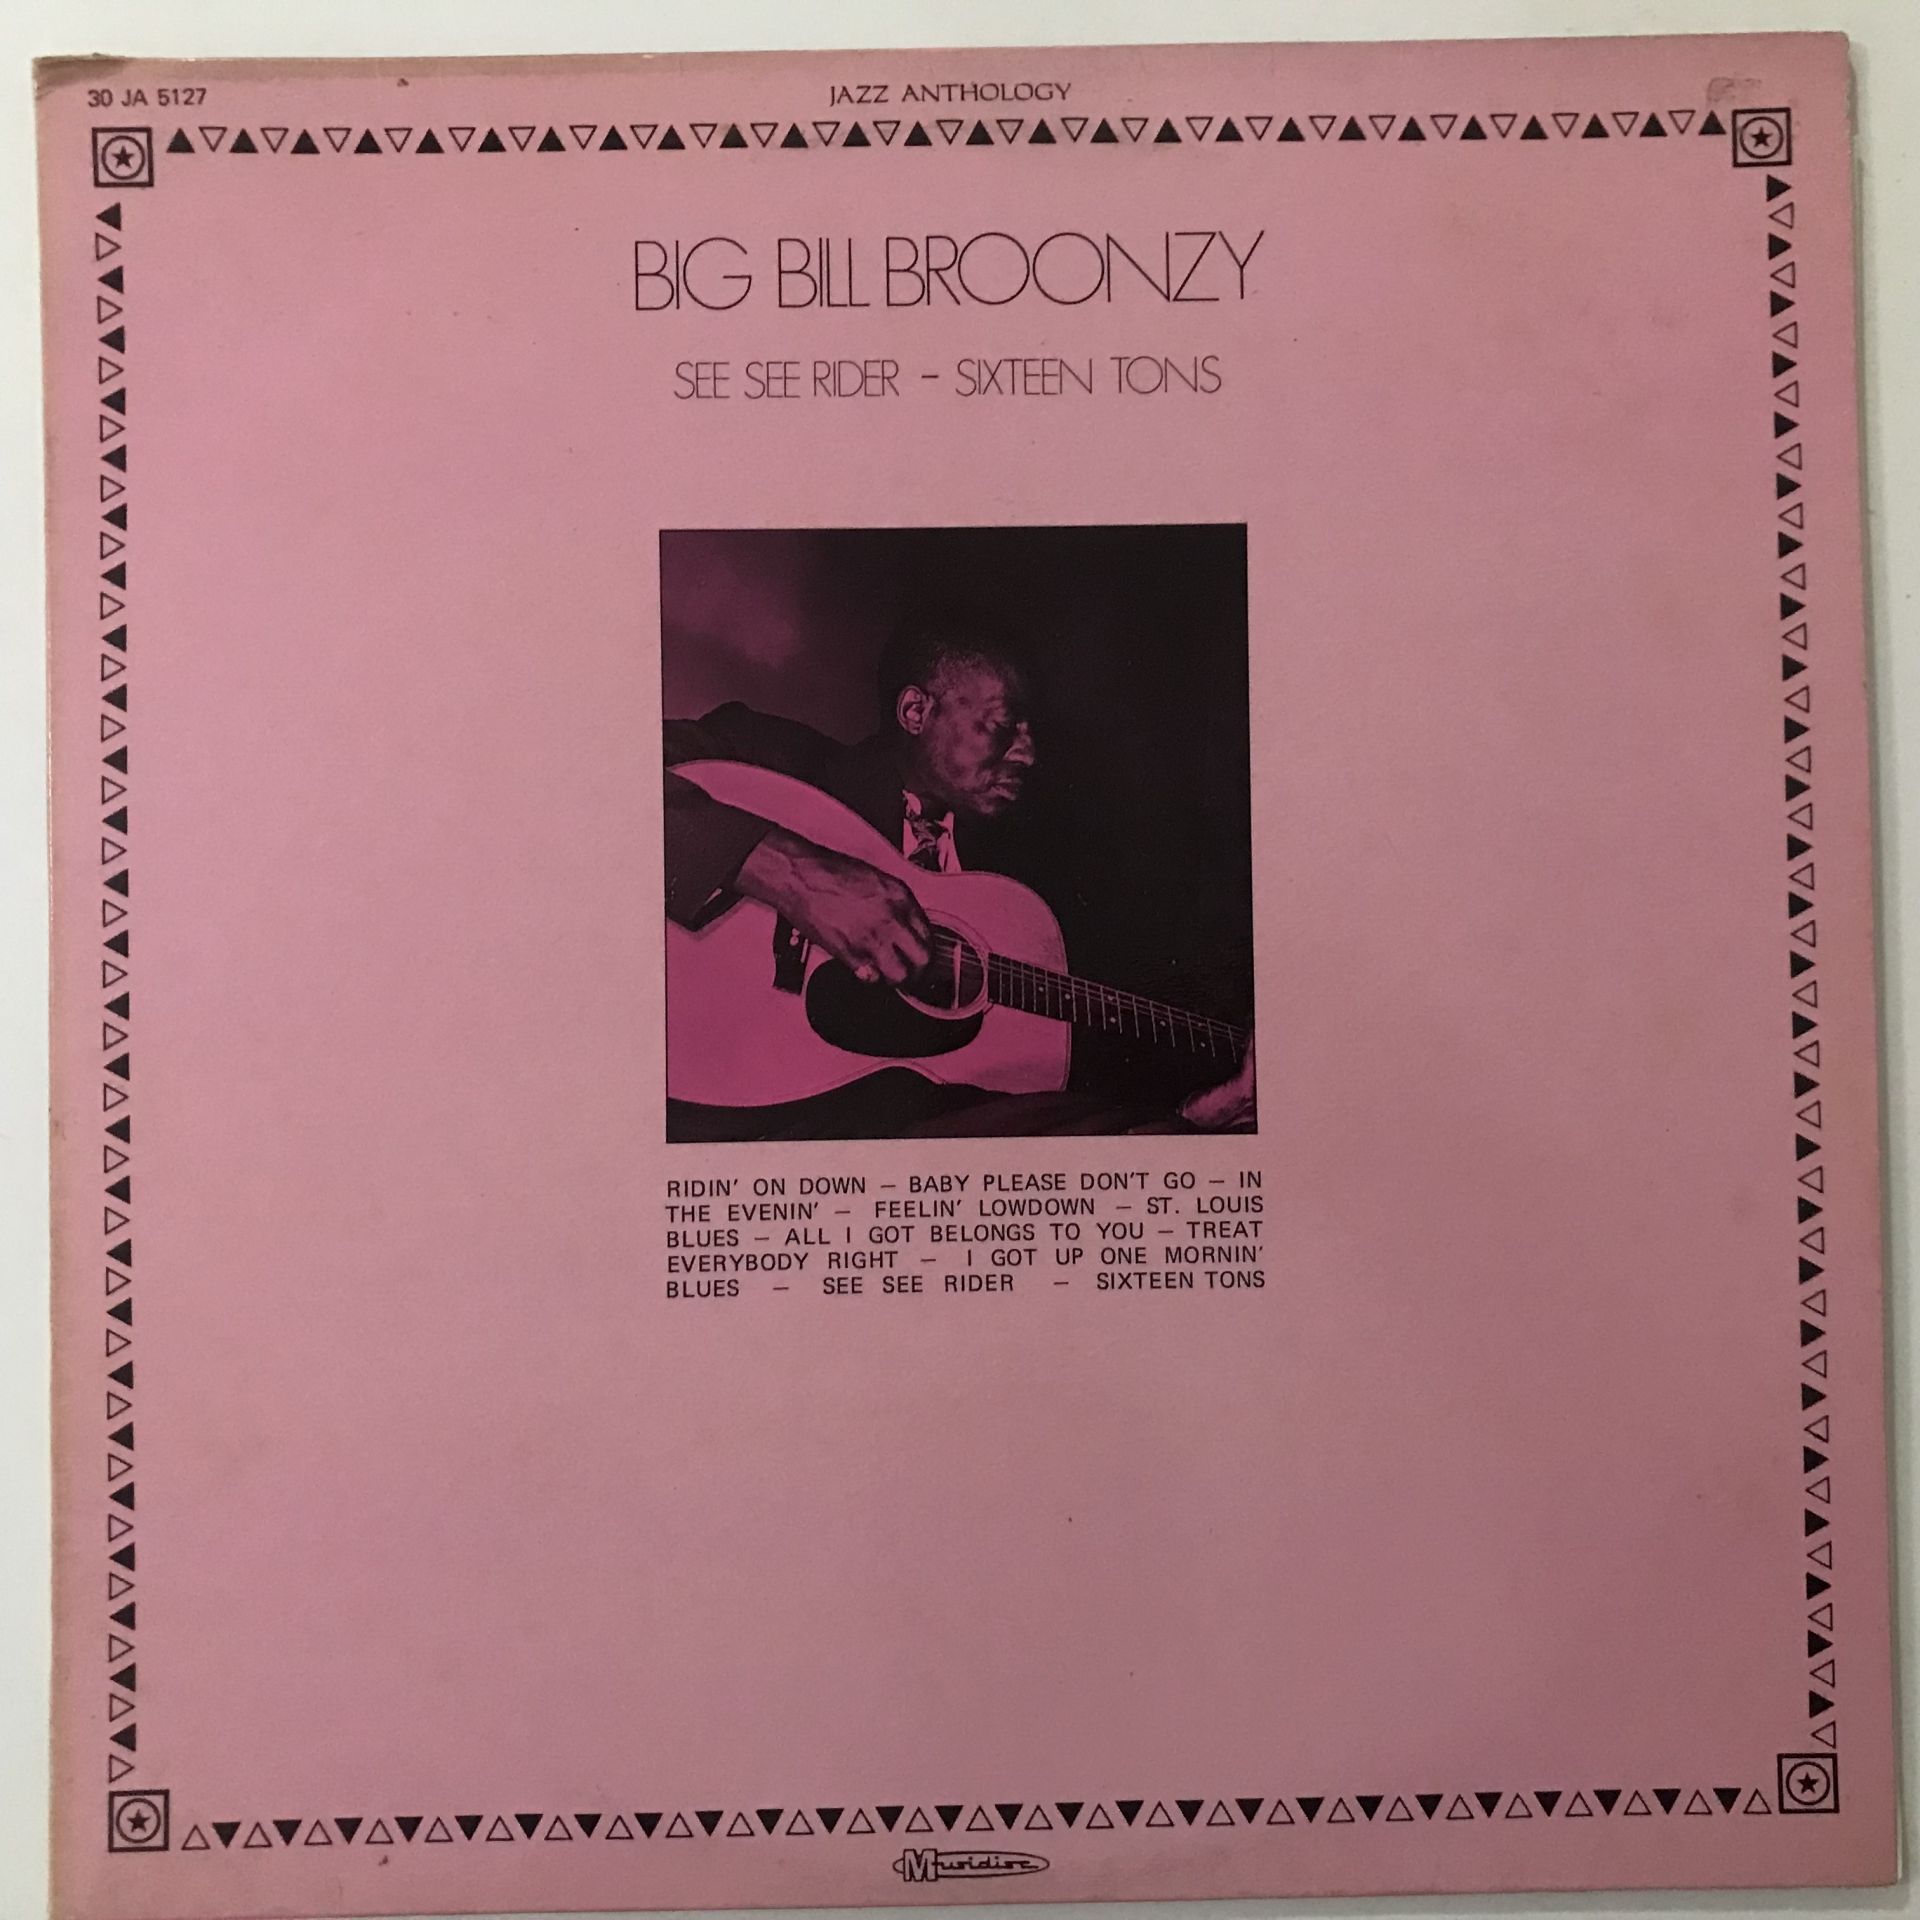 30 JA 5127
JAZZ ANTHOLOGY
BIG BILL BROONZY
SEE SEE RIDER - SIXTEEN TONS
RIDIN' ON DOWN — BABY PLEASE DON'T GO — IN
THE EVENIN' — FEELIN' LOWDOWN — ST. LOUIS
BLUES — ALL I GOT BELONGS TO YOU — TREAT
EVERYBODY RIGHT — I GOT UP ONE MORNIN'
BLUES — SEE SEE RIDER — SIXTEEN TONS
Musidisc